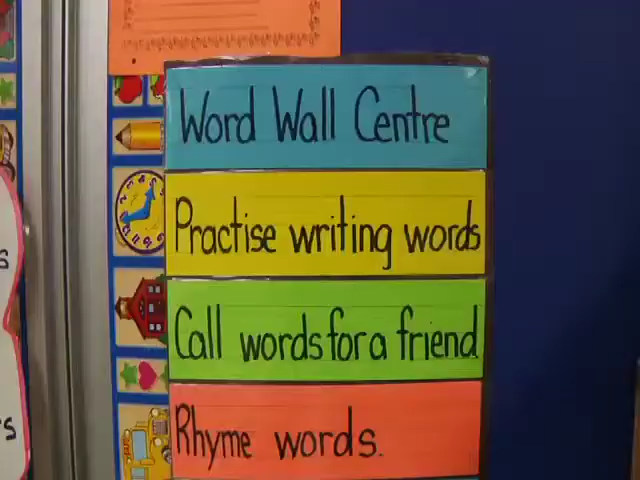 Word Wall Centre
Practise writing words
Call words for a friend
Rhyme words.